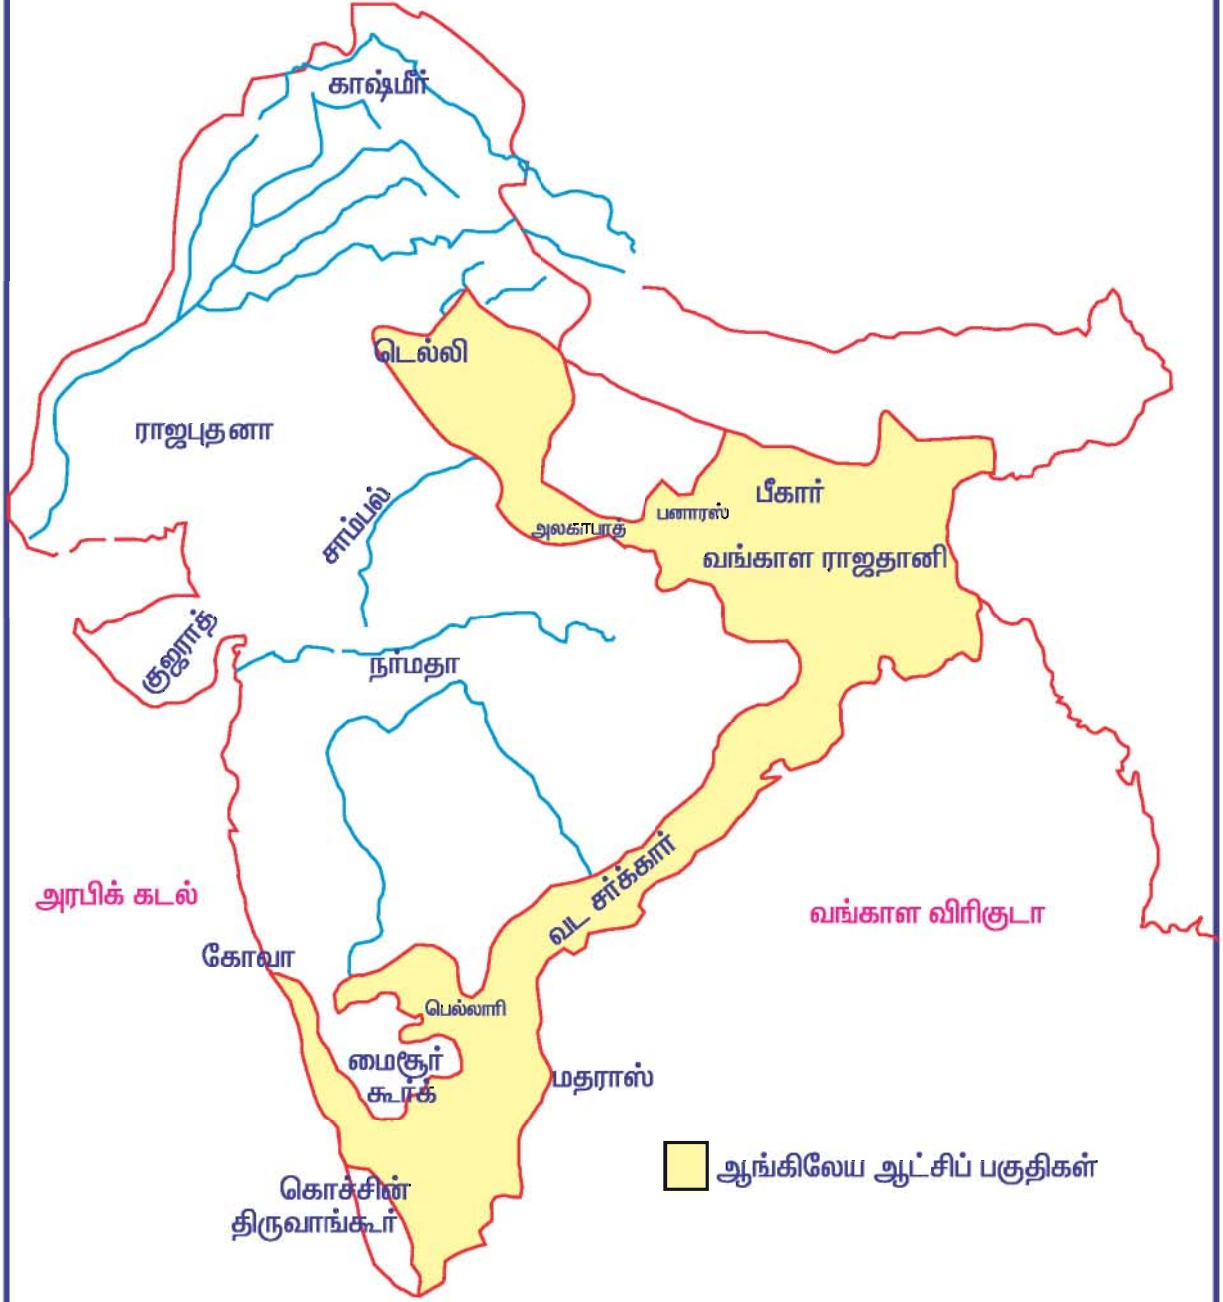 காஷ்மீர்
டெல்லி
ராஜபுதனா
பீகார்
பனாரஸ்
அலகாபாத்
சாம்பல்
வங்காள ராஜதானி
குஜராத்
நர்மதா
வட சர்க்கார்
அரபிக் கடல்
வங்காள விரிகுடா
கோவா
பெல்லாரி
மைசூர்
கூர்க்
மதராஸ்
ஆங்கிலேய ஆட்சிப் பகுதிகள்
கொச்சின்
திருவாங்கூர்